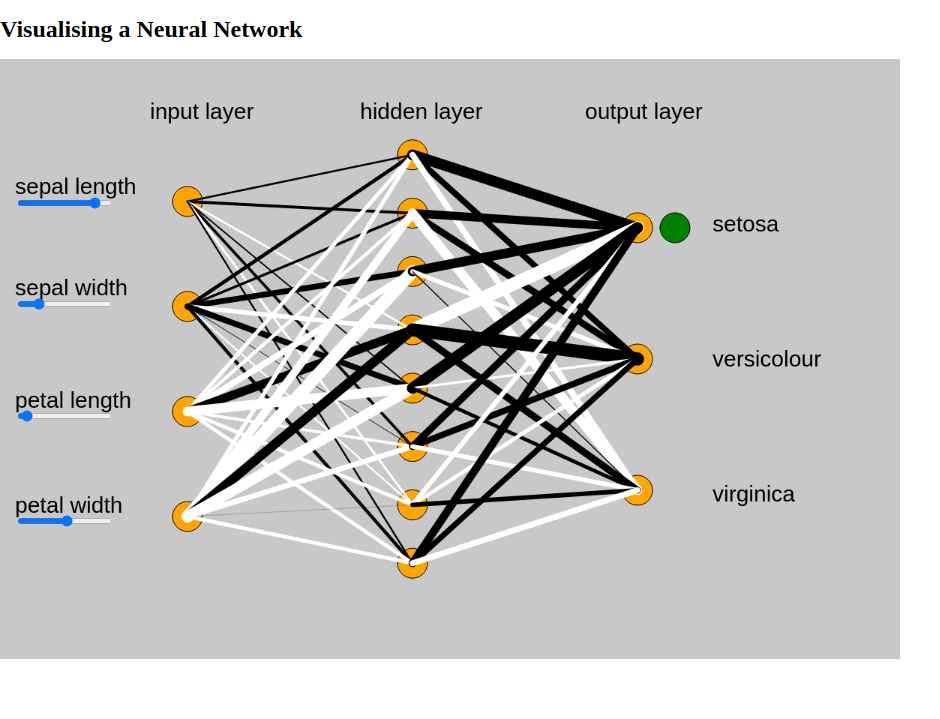 Visualising a Neural Network
input layer hidden layer output layer
sepal length
setosa
sepal width
versicolour
petal length
virginica
petal width